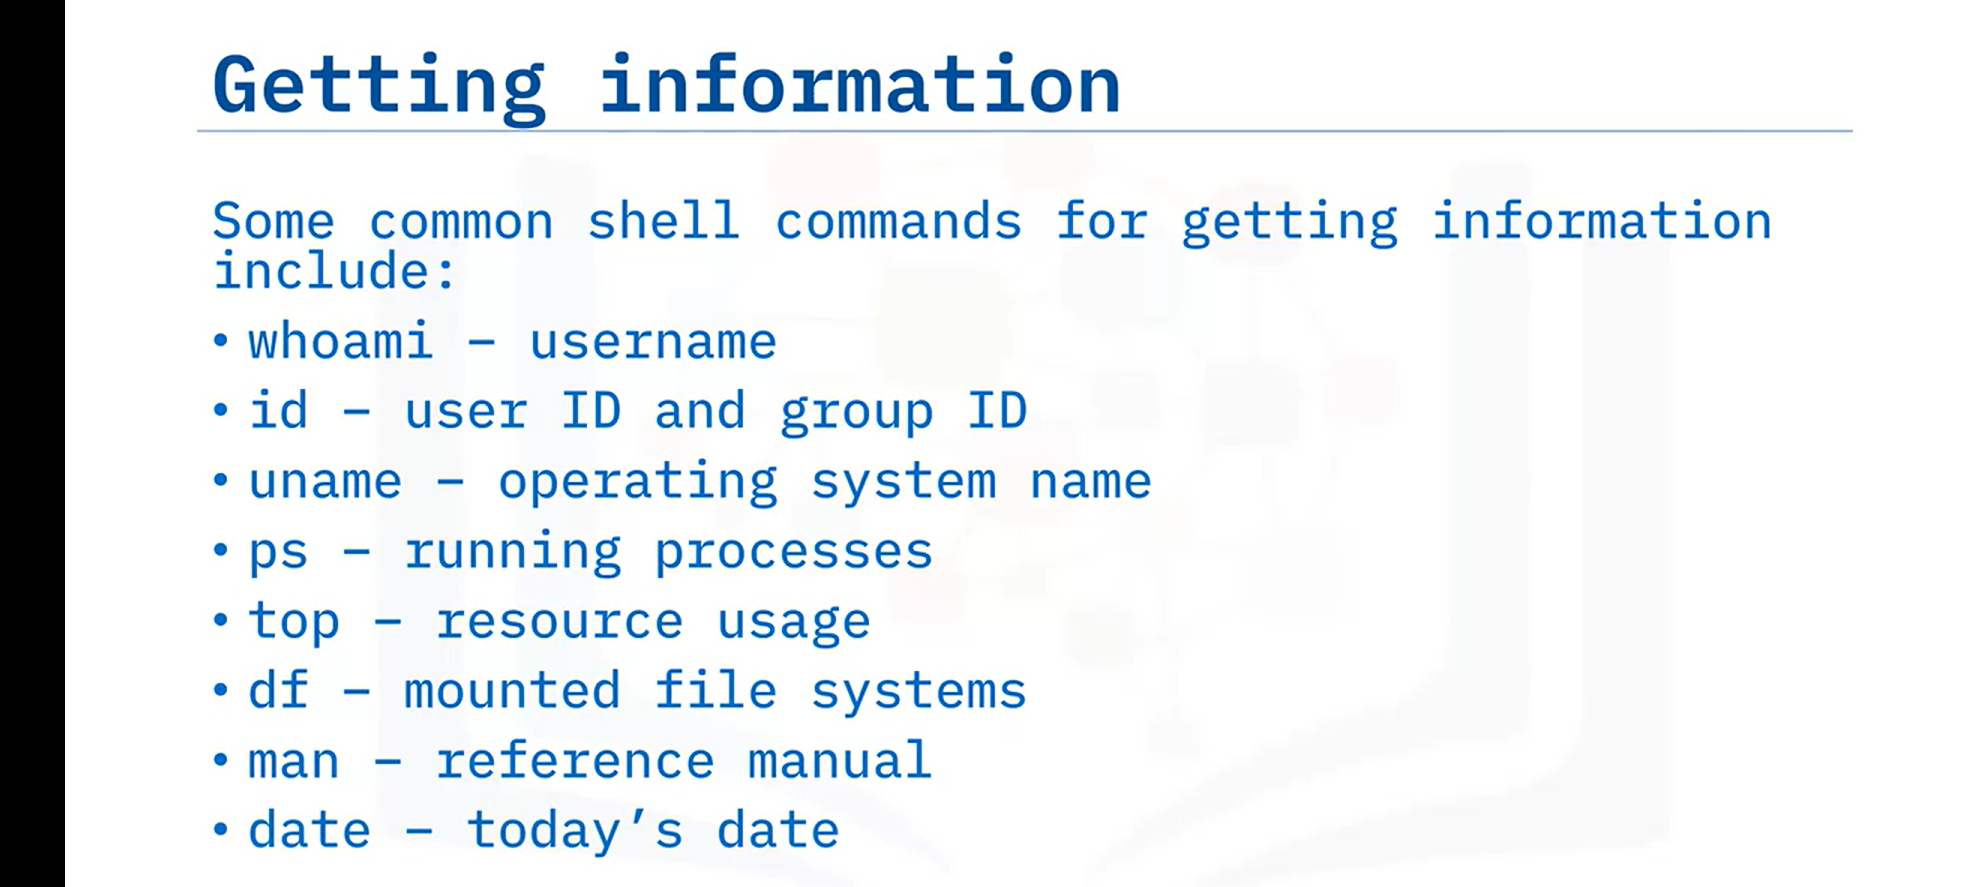 Getting information
Some common shell commands for getting information
include:
• whoami – username
• id – user ID and group ID
• uname – operating system name
• ps – running processes
• top – resource usage
• df – mounted file systems
• man – reference manual
• date – today’s date